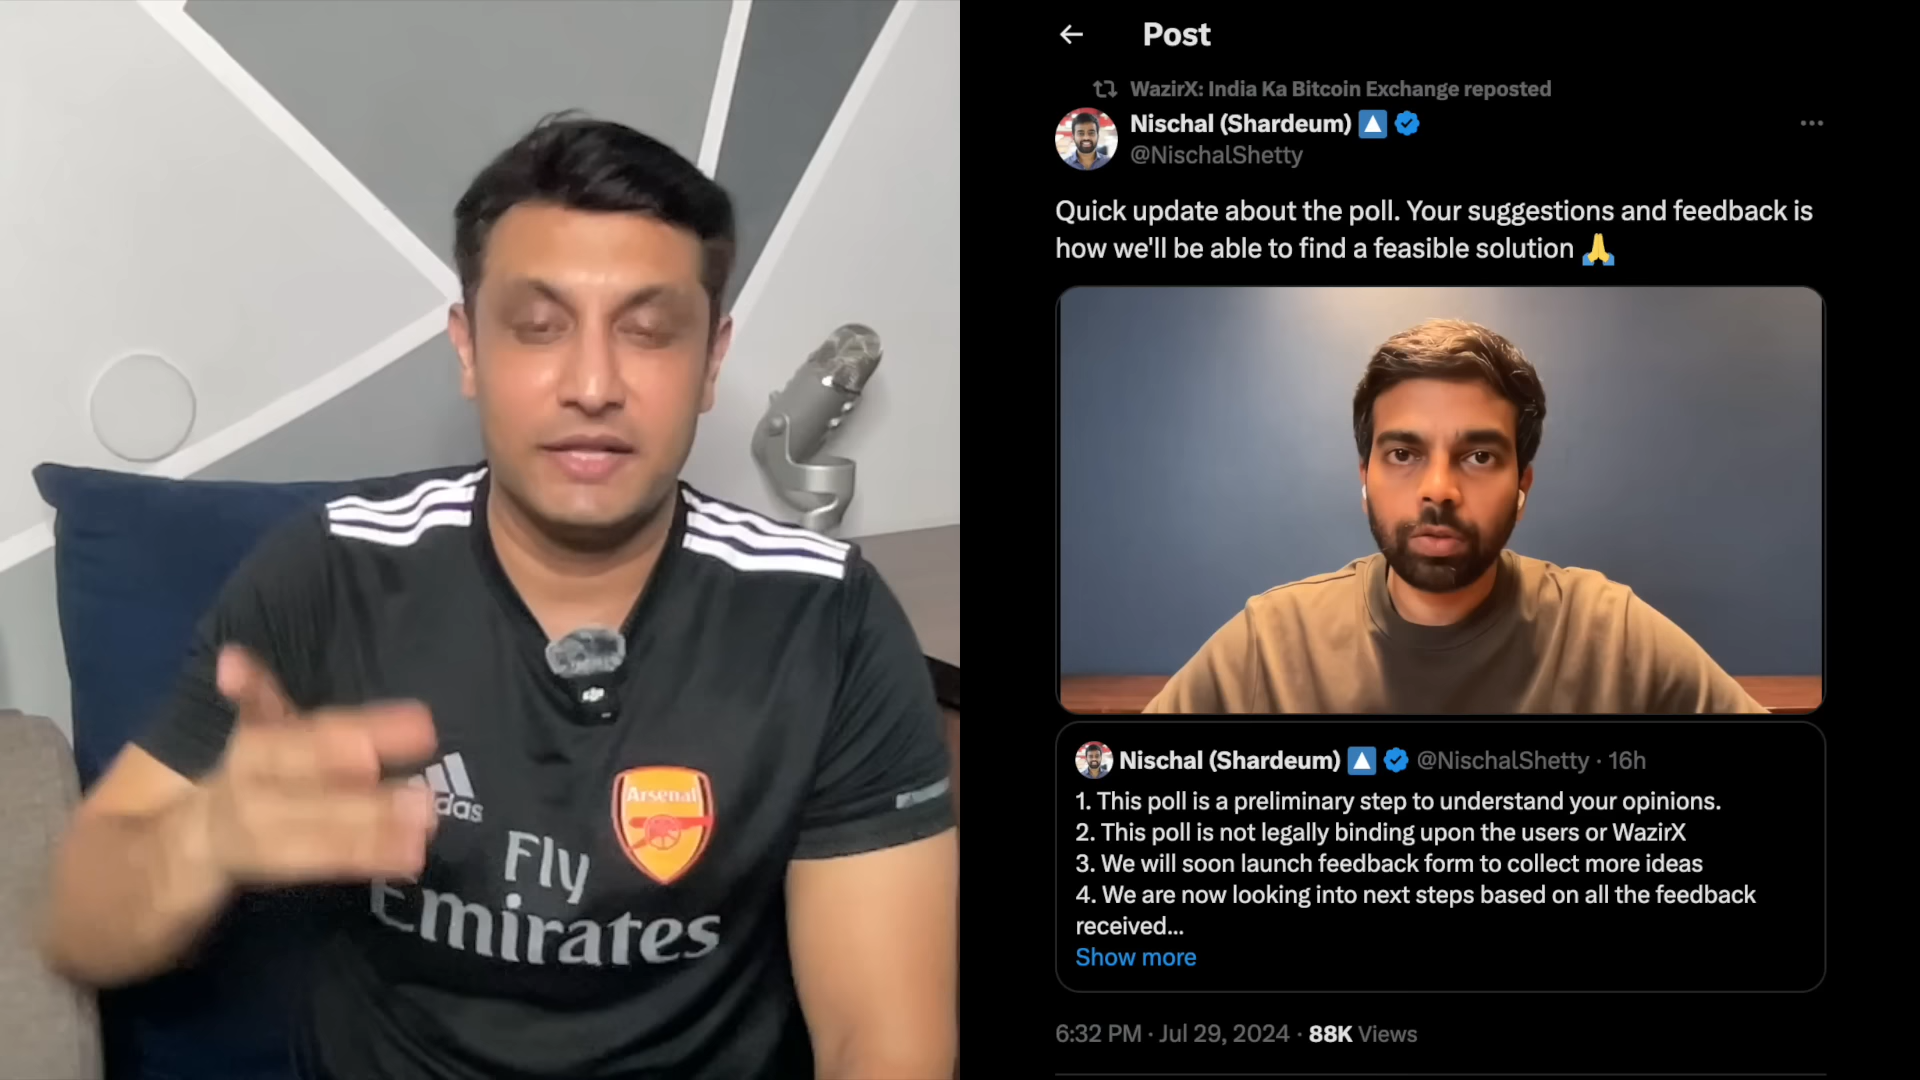 Post
WazirX: India Ka Bitcoin Exchange reposted
Nischal (Shardeum)
@NischalShetty
Quick update about the poll. Your suggestions and feedback is
how we'll be able to find a feasible solution 🙏
Nischal (Shardeum) @NischalShetty · 16h
1. This poll is a preliminary step to understand your opinions.
2. This poll is not legally binding upon the users or WazirX
3. We will soon launch feedback form to collect more ideas
4. We are now looking into next steps based on all the feedback
received...
Show more
6:32 PM · Jul 29, 2024 · 88K Views
Arsenal
Fly
Emirates